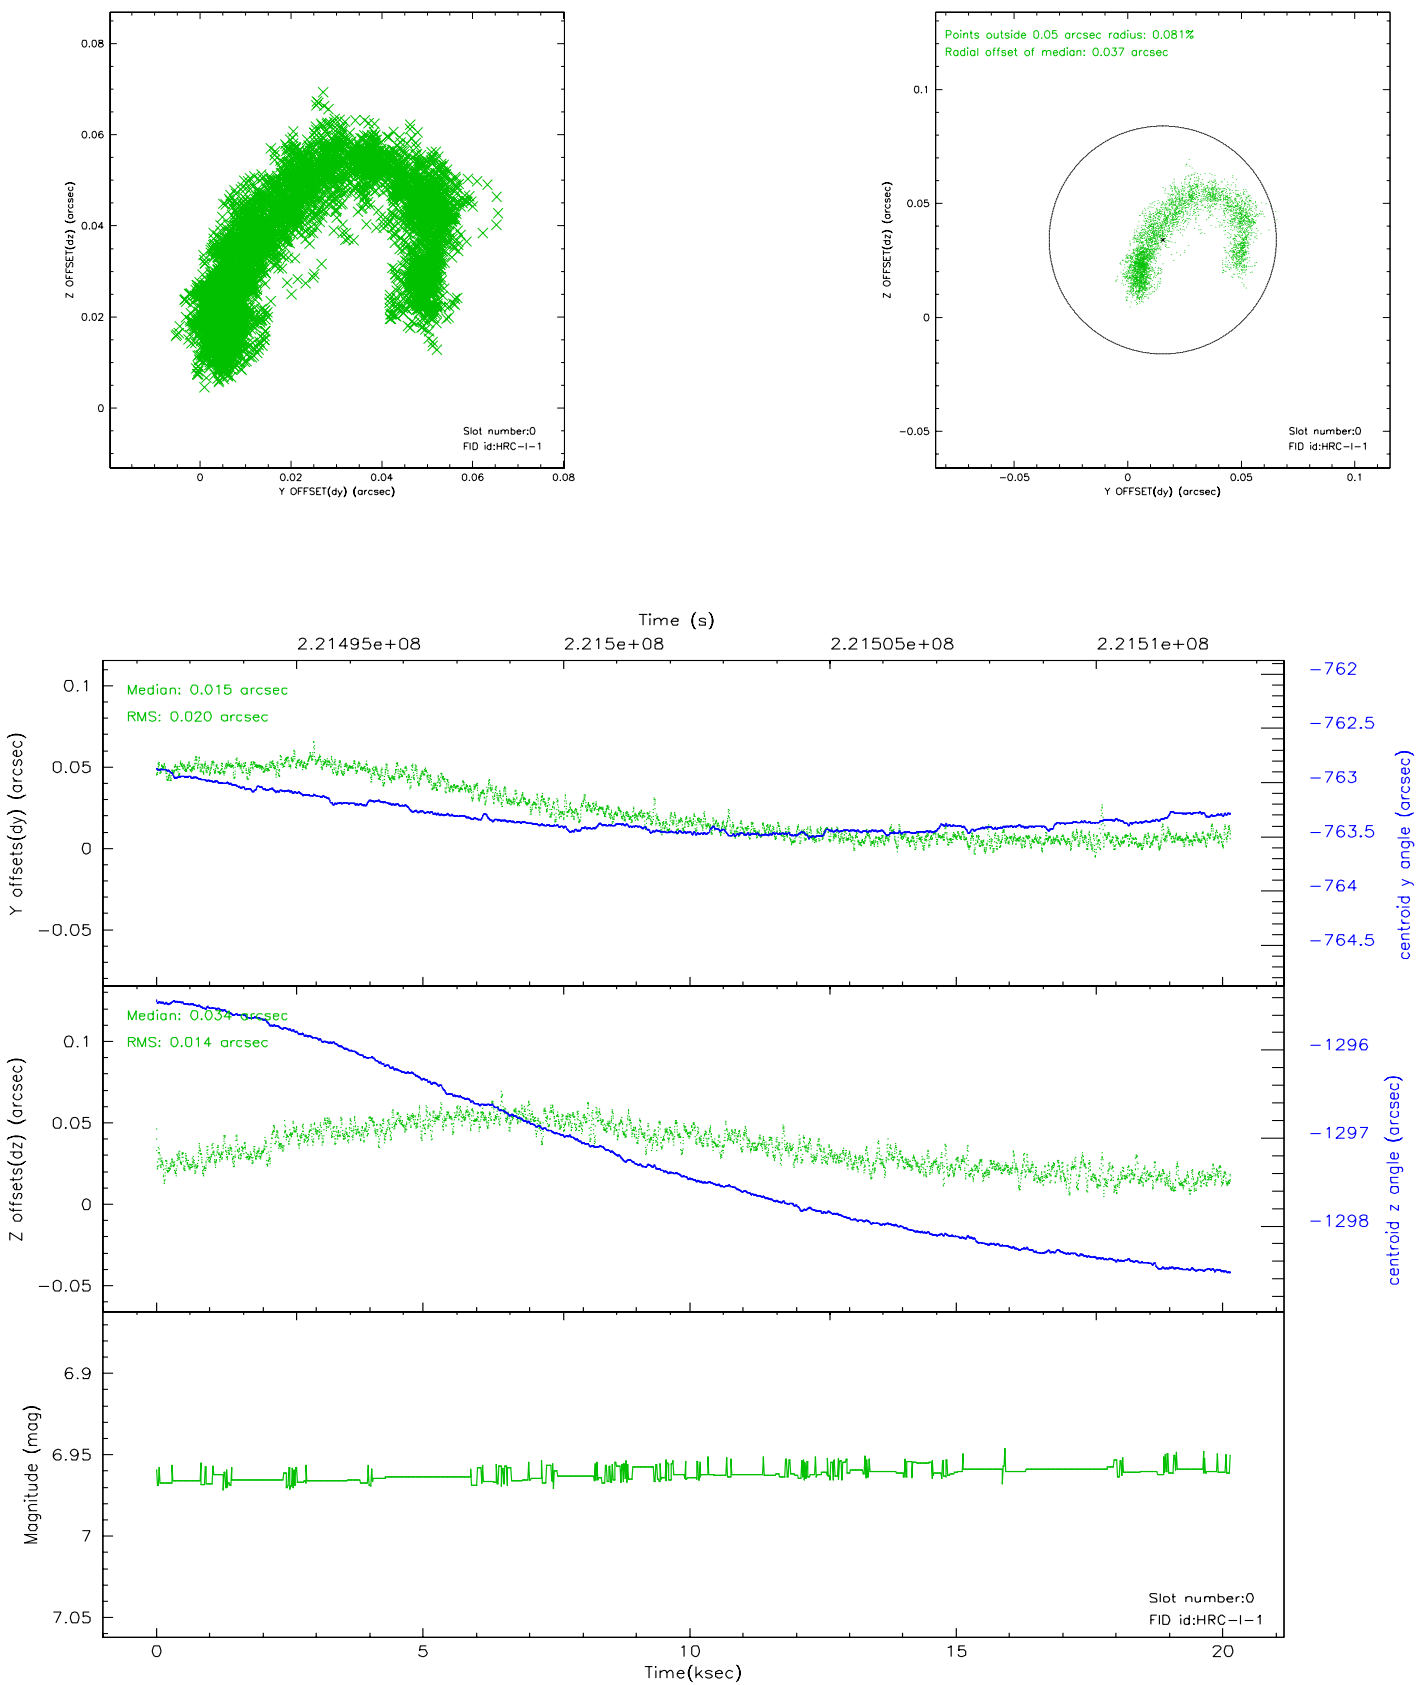 0.08
0.06
0.04
0.02
0
Z OFFSET(dz) (arcsec)
Slot number:0
FID id:HRC-I-1
0 0.02 0.04 0.06 0.08
Y OFFSET(dy) (arcsec)
Points outside 0.05 arcsec radius: 0.081%
Radial offset of median: 0.037 arcsec
0.1
0.05
0
-0.05
Z OFFSET(dz) (arcsec)
Slot number:0
FID id:HRC-I-1
-0.05 0 0.05 0.1
Y OFFSET(dy) (arcsec)
Time (s)
2.21495e+08 2.215e+08 2.21505e+08 2.2151e+08
Median: 0.015 arcsec
RMS: 0.020 arcsec
0.1
0.05
0
-0.05
Y offsets(dy) (arcsec)
-762
-762.5
-763
-763.5
-764
-764.5
centroid y angle (arcsec)
Median: 0.034 arcsec
RMS: 0.014 arcsec
0.1
0.05
0
-0.05
Z offsets(dz) (arcsec)
-1296
-1297
-1298
centroid z angle (arcsec)
6.9
6.95
7
7.05
Magnitude (mag)
Slot number:0
FID id:HRC-I-1
0 5 10 15 20
Time(ksec)